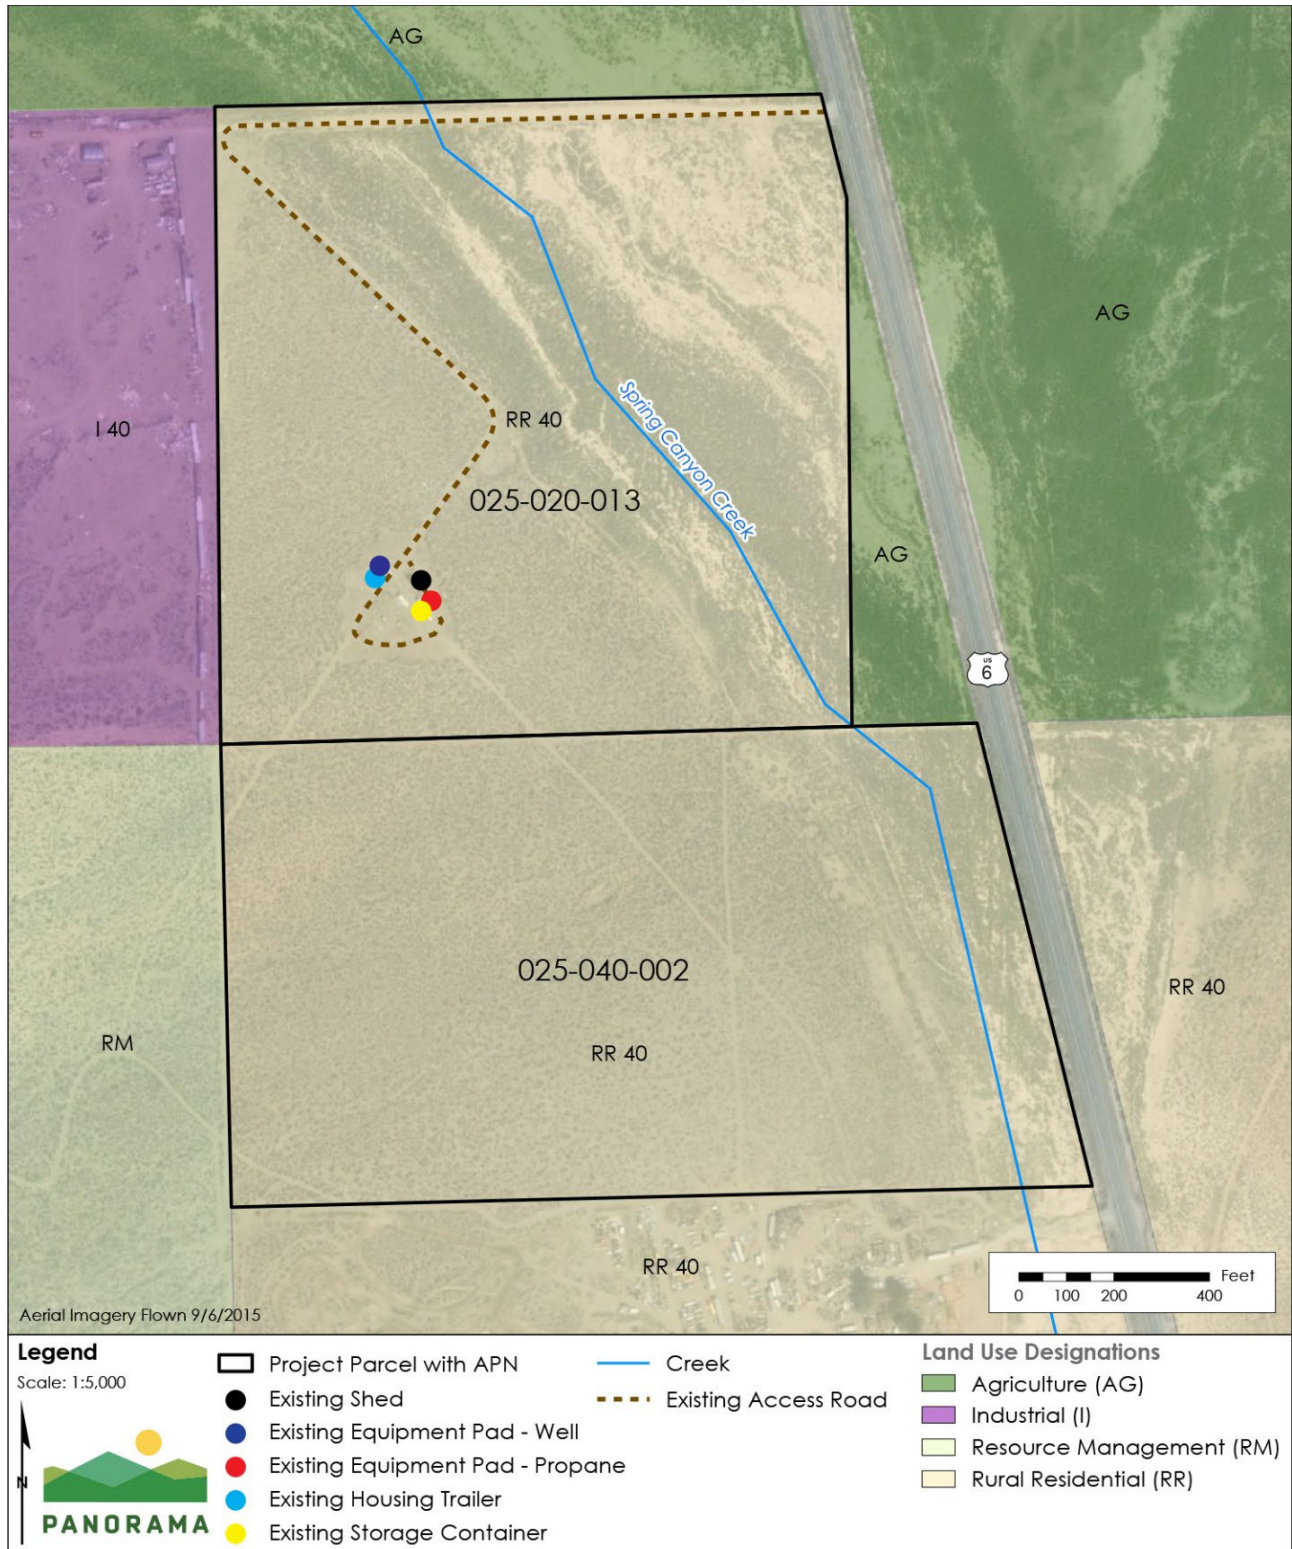 AG
AG
I 40
RR 40
Spring Canyon Creek
025-020-013
AG
US
6
025-040-002
RR 40
RR 40
RM
RR 40
Feet
0 100 200 400
Aerial Imagery Flown 9/6/2015
Legend
Scale: 1:5,000
N
PANORAMA
Project Parcel with APN
Existing Shed
Existing Equipment Pad - Well
Existing Equipment Pad - Propane
Existing Housing Trailer
Existing Storage Container
Creek
Existing Access Road
Land Use Designations
Agriculture (AG)
Industrial (I)
Resource Management (RM)
Rural Residential (RR)